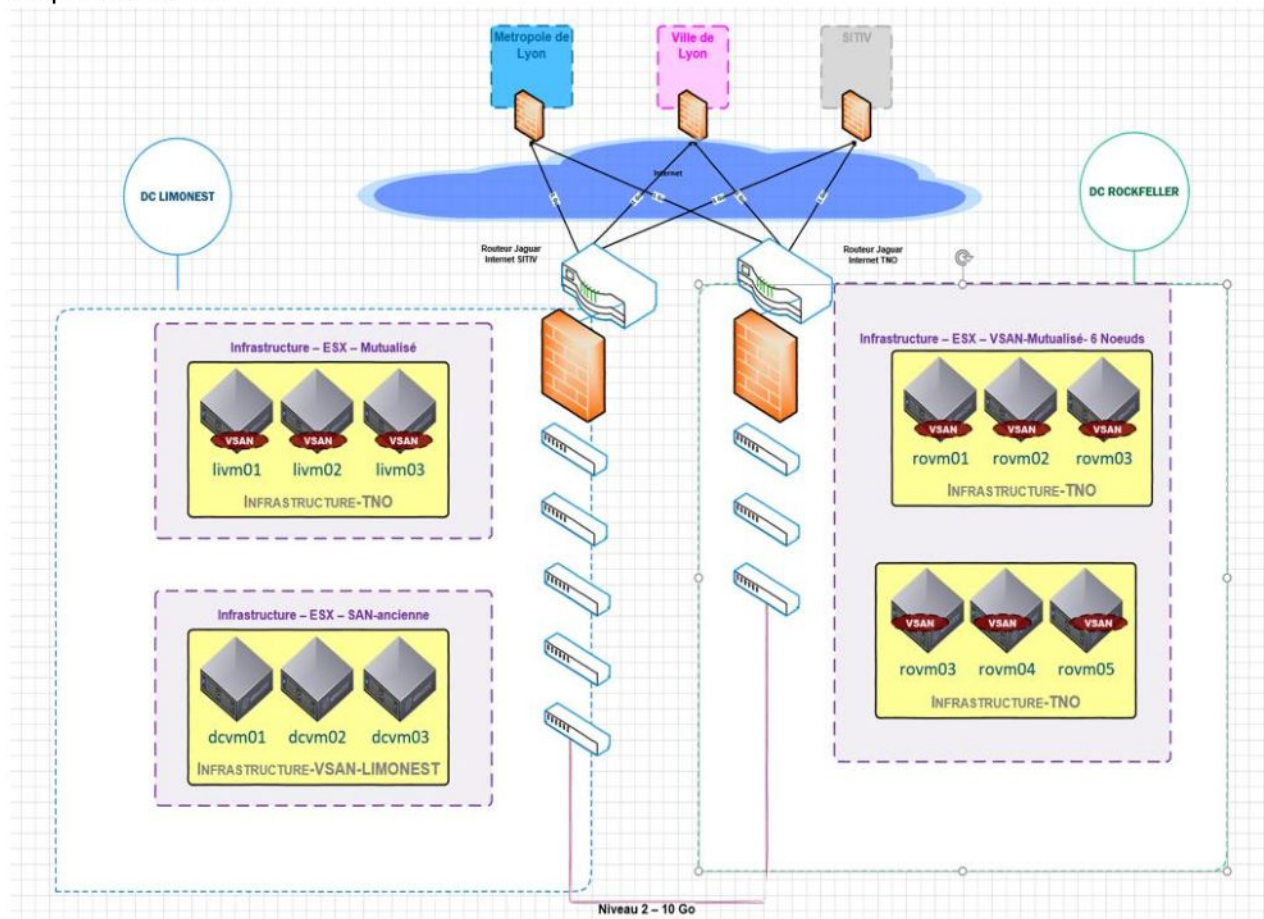 Metropole de
Lyon
Ville de
Lyon
SITIV
Internet
DC LIMONEST
DC ROCKFELLER
Routeur Jaguar
Internet SITIV
Routeur Jaguar
Internet TNO
Infrastructure – ESX – Mutualisé
VSAN
VSAN
VSAN
livm01
livm02
livm03
INFRASTRUCTURE-TNO
Infrastructure – ESX – SAN-ancienne
dcvm01
dcvm02
dcvm03
INFRASTRUCTURE-VSAN-LIMONEST
Infrastructure – ESX – VSAN-Mutualisé- 6 Noeuds
VSAN
VSAN
VSAN
rovm01
rovm02
rovm03
INFRASTRUCTURE-TNO
VSAN
VSAN
VSAN
rovm03
rovm04
rovm05
INFRASTRUCTURE-TNO
Niveau 2 – 10 Go